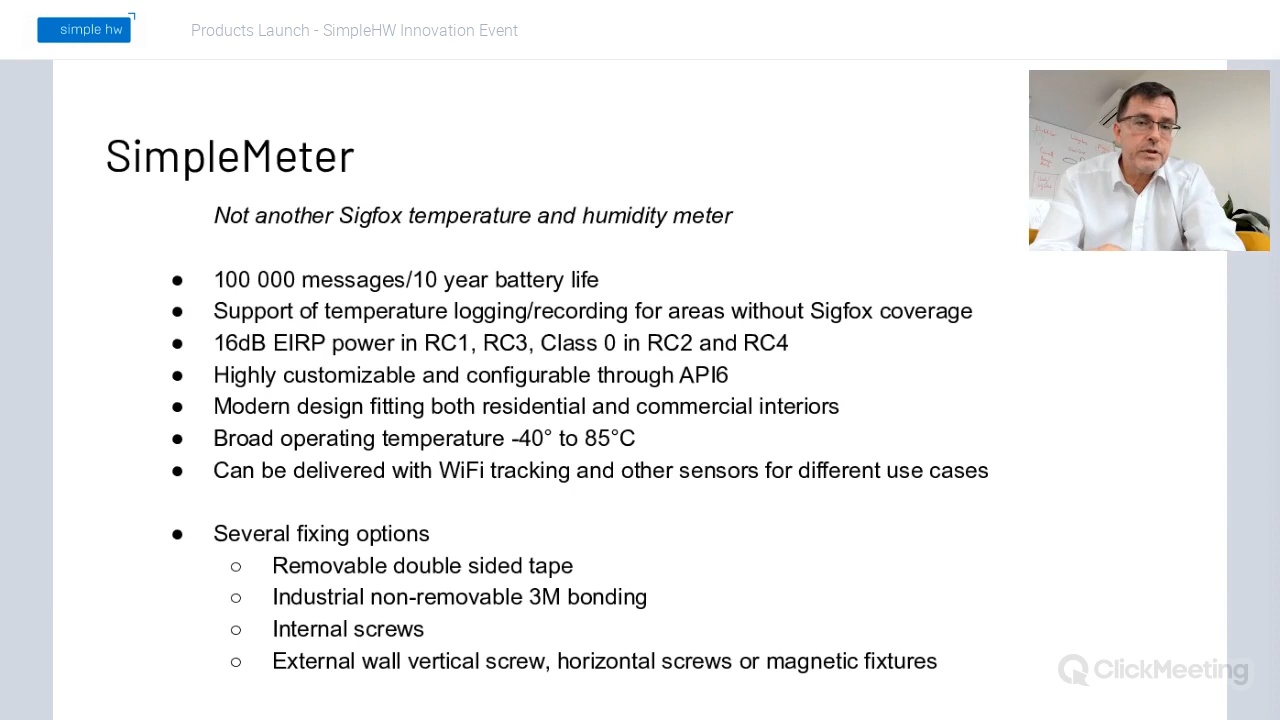 simple hw
Products Launch - SimpleHW Innovation Event
SimpleMeter
Not another Sigfox temperature and humidity meter
● 100 000 messages/10 year battery life
● Support of temperature logging/recording for areas without Sigfox coverage
● 16dB EIRP power in RC1, RC3, Class 0 in RC2 and RC4
● Highly customizable and configurable through API6
● Modern design fitting both residential and commercial interiors
● Broad operating temperature -40° to 85°C
● Can be delivered with WiFi tracking and other sensors for different use cases
● Several fixing options
○ Removable double sided tape
○ Industrial non-removable 3M bonding
○ Internal screws
○ External wall vertical screw, horizontal screws or magnetic fixtures
ClickMeeting